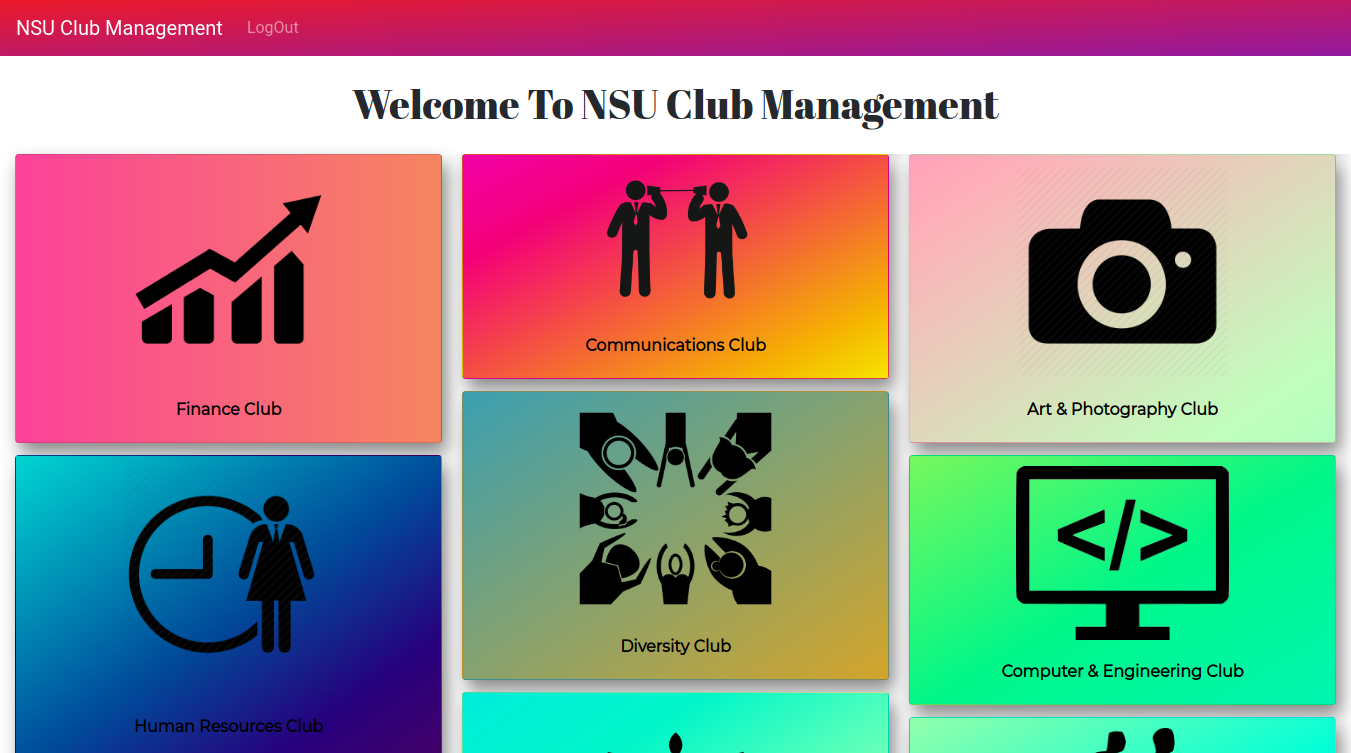 NSU Club Management LogOut
Welcome To NSU Club Management
Finance Club
Communications Club
Art & Photography Club
Human Resources Club
Diversity Club
</>
Computer & Engineering Club